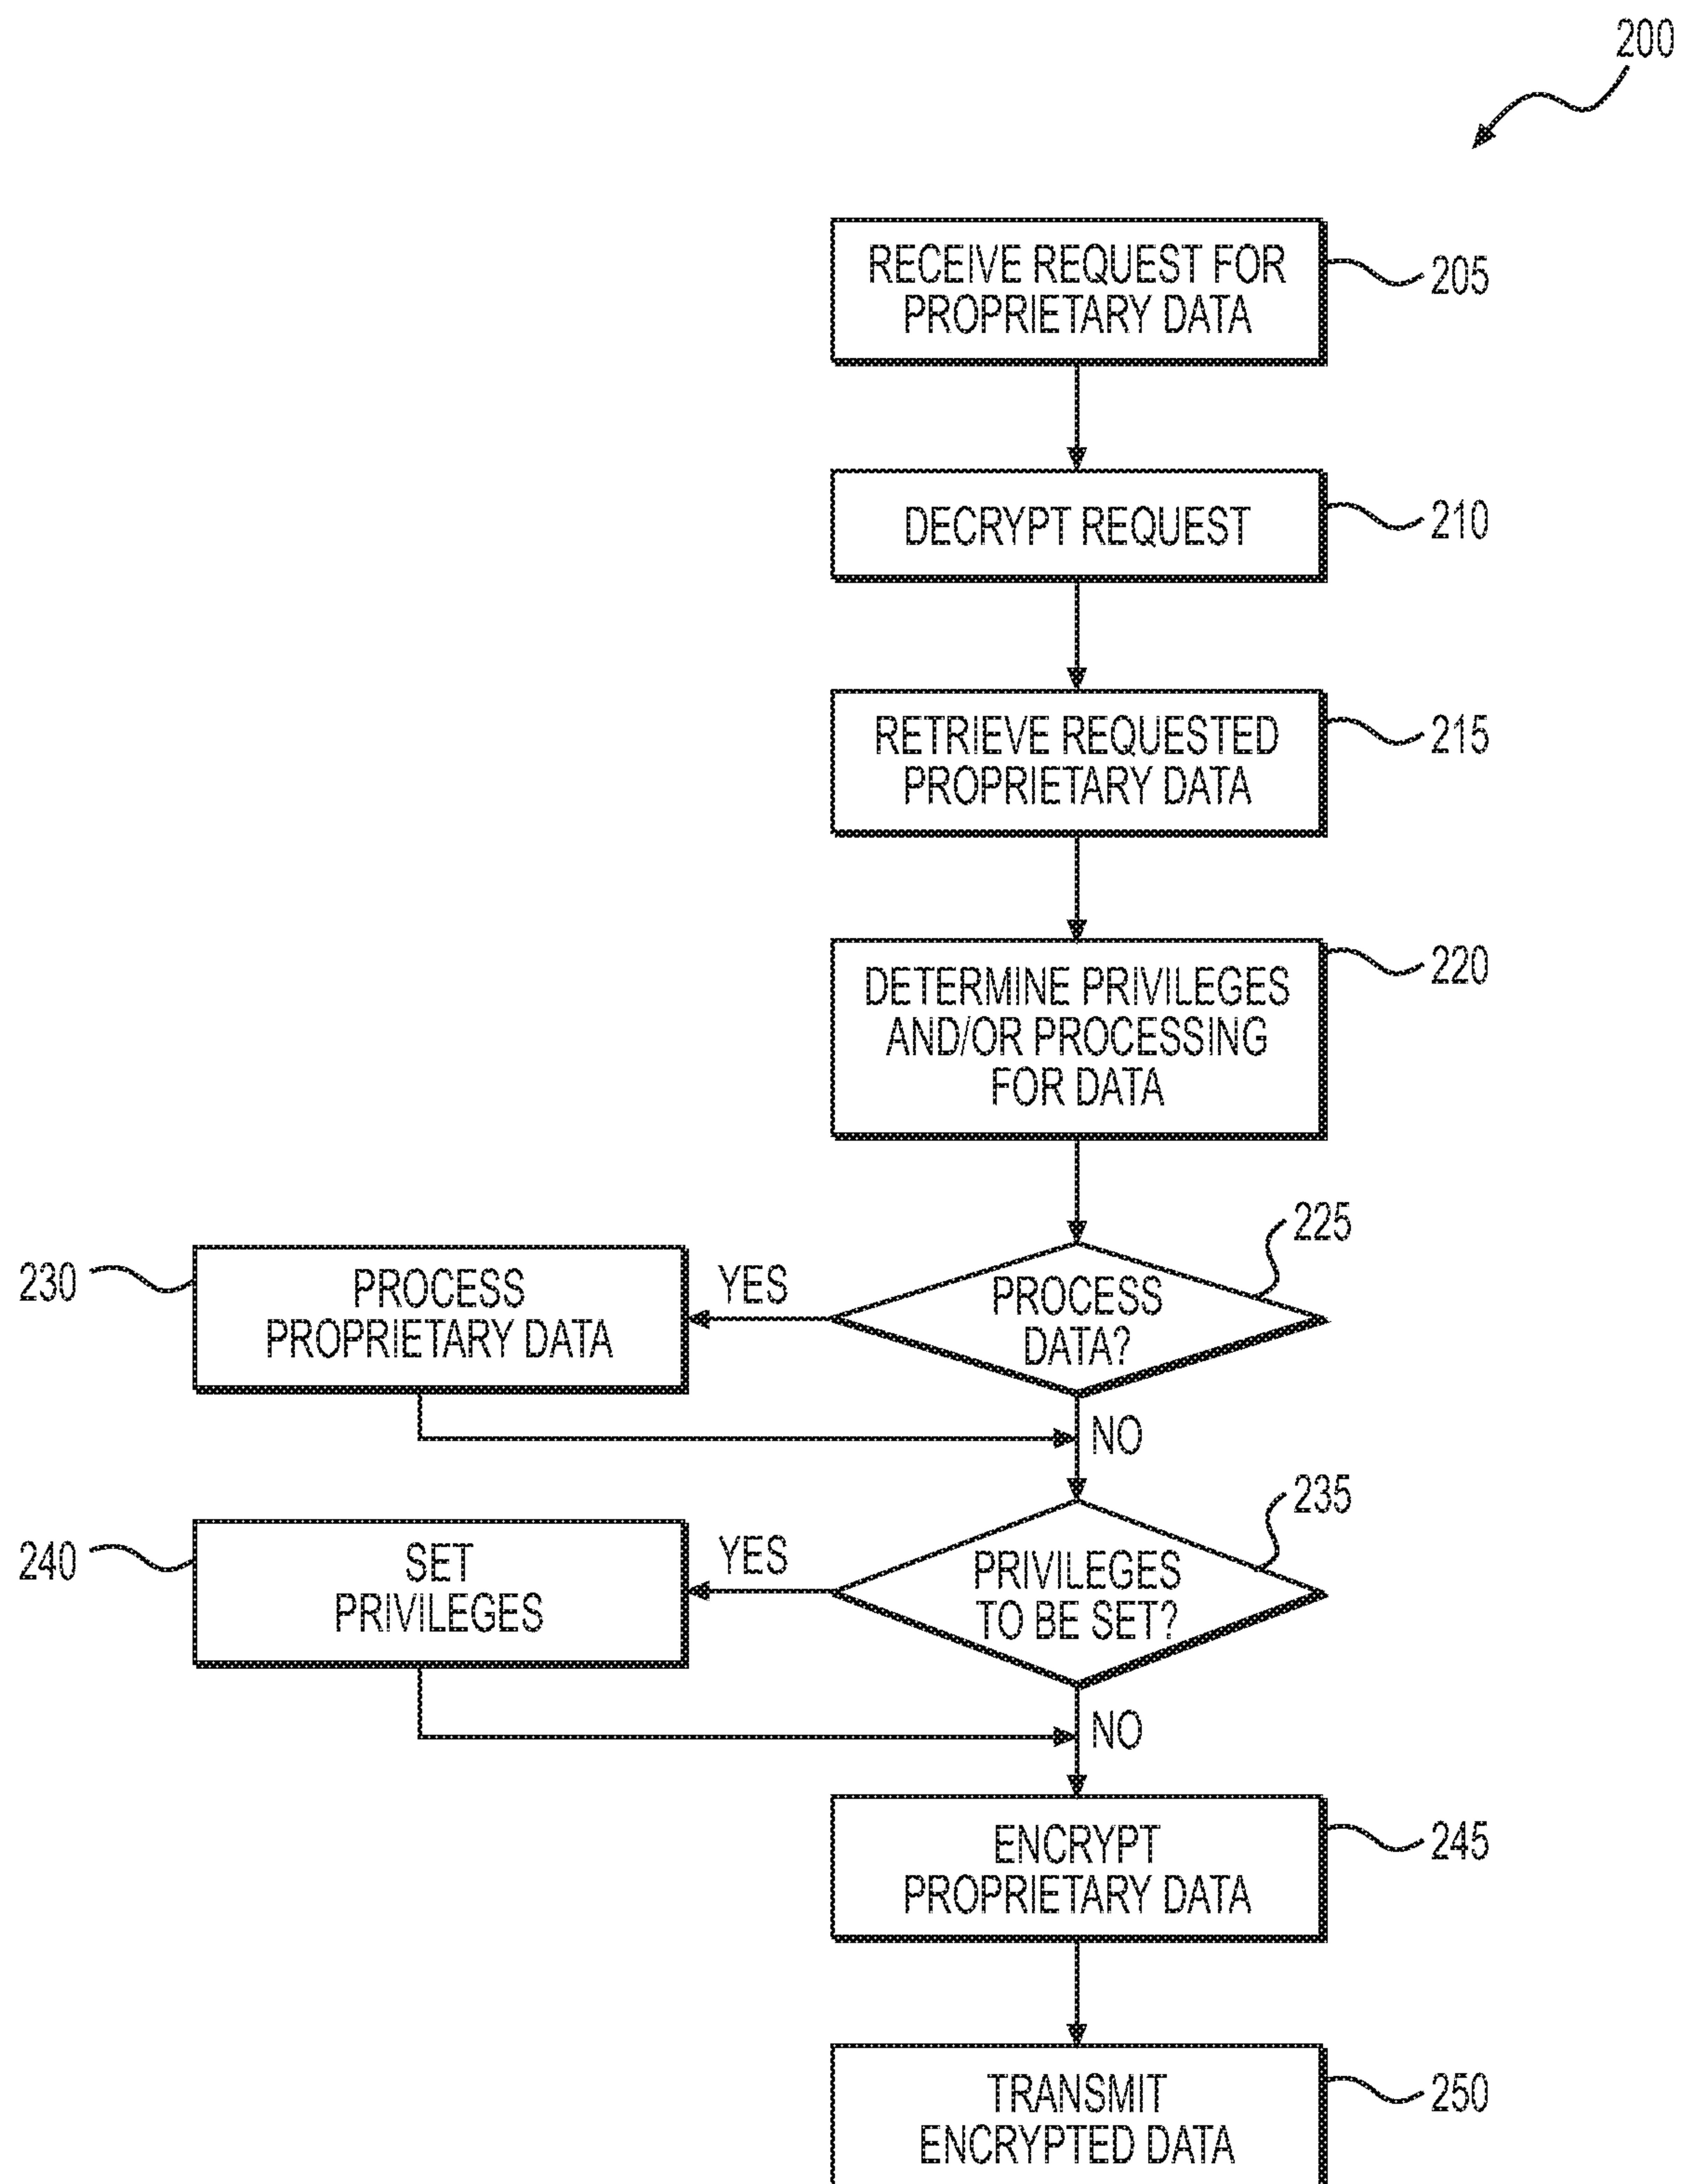 200
RECEIVE REQUEST FOR
PROPRIETARY DATA
205
DECRYPT REQUEST
210
RETRIEVE REQUESTED
PROPRIETARY DATA
215
DETERMINE PRIVILEGES
AND/OR PROCESSING
FOR DATA
220
225
PROCESS
DATA?
YES
230
PROCESS
PROPRIETARY DATA
NO
235
PRIVILEGES
TO BE SET?
YES
240
SET
PRIVILEGES
NO
ENCRYPT
PROPRIETARY DATA
245
TRANSMIT
ENCRYPTED DATA
250